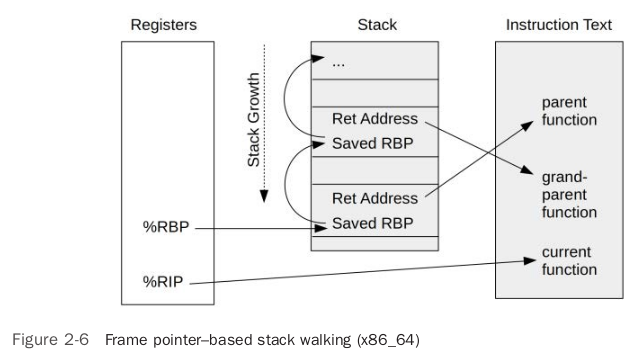 Registers
Stack
Instruction Text
Stack Growth
...
Ret Address
Saved RBP
Ret Address
Saved RBP
%RBP
%RIP
parent
function
grand-
parent
function
current
function
Figure 2-6 Frame pointer–based stack walking (x86_64)